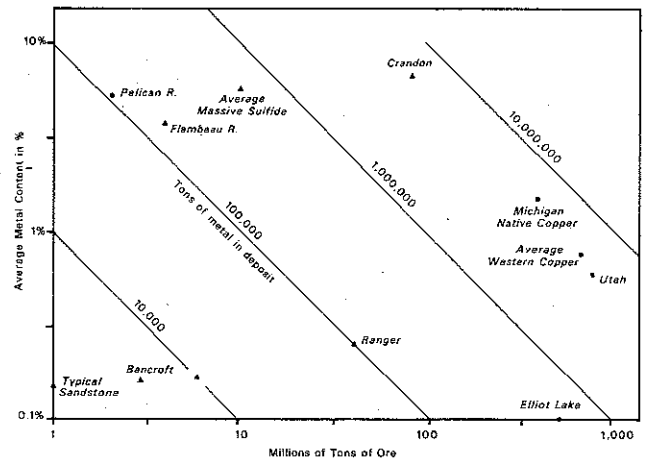 10%
Pelican R.
Average
Massive Sulfide
Flambeau R.
Crandon
10,000,000
1,000,000
100,000
Tons of metal in deposit
Michigan
Native Copper
Average
Western Copper
Utah
Average Metal Content in %
1%
10,000
Ranger
Bancroft
Typical
Sandstone
Elliot Lake
0.1%
1
10
100
1,000
Millions of Tons of Ore